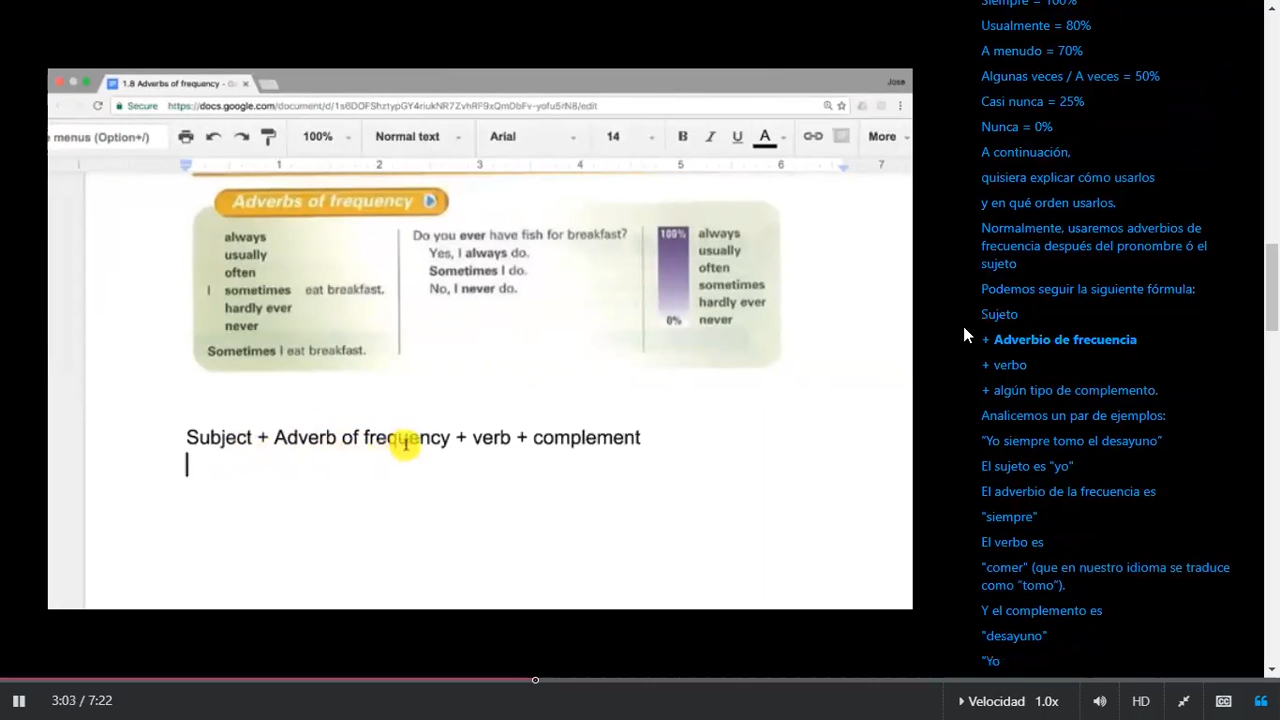 1.8 Adverbs of frequency - Go
Jose
Secure https://docs.google.com/document/d/1s6DOFShztypGY4riukNR7ZvhRF9xQmDbFv-yofu5rN8/edit
menus (Option+/)
100%
Normal text
Arial
14
B I U A
More
1 2 3 4 5 6 7
Adverbs of frequency
always
usually
often
I sometimes eat breakfast.
hardly ever
never
Sometimes I eat breakfast.
Do you ever have fish for breakfast?
Yes, I always do.
Sometimes I do.
No, I never do.
100% always
usually
often
sometimes
hardly ever
0% never
Subject + Adverb of frequency + verb + complement
Siempre = 100%
Usualmente = 80%
A menudo = 70%
Algunas veces / A veces = 50%
Casi nunca = 25%
Nunca = 0%
A continuación,
quisiera explicar cómo usarlos
y en qué orden usarlos.
Normalmente, usaremos adverbios de
frecuencia después del pronombre ó el
sujeto
Podemos seguir la siguiente fórmula:
Sujeto
+ Adverbio de frecuencia
+ verbo
+ algún tipo de complemento.
Analicemos un par de ejemplos:
“Yo siempre tomo el desayuno”
El sujeto es "yo"
El adverbio de la frecuencia es
"siempre"
El verbo es
"comer" (que en nuestro idioma se traduce
como “tomo”).
Y el complemento es
"desayuno"
"Yo
3:03 / 7:22
Velocidad 1.0x
HD
CC